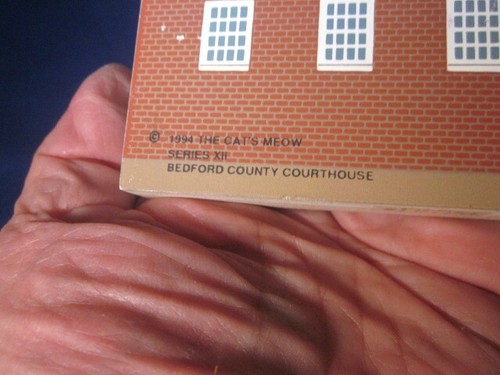 © 1994 THE CAT'S MEOW
SERIES XII
BEDFORD COUNTY COURTHOUSE